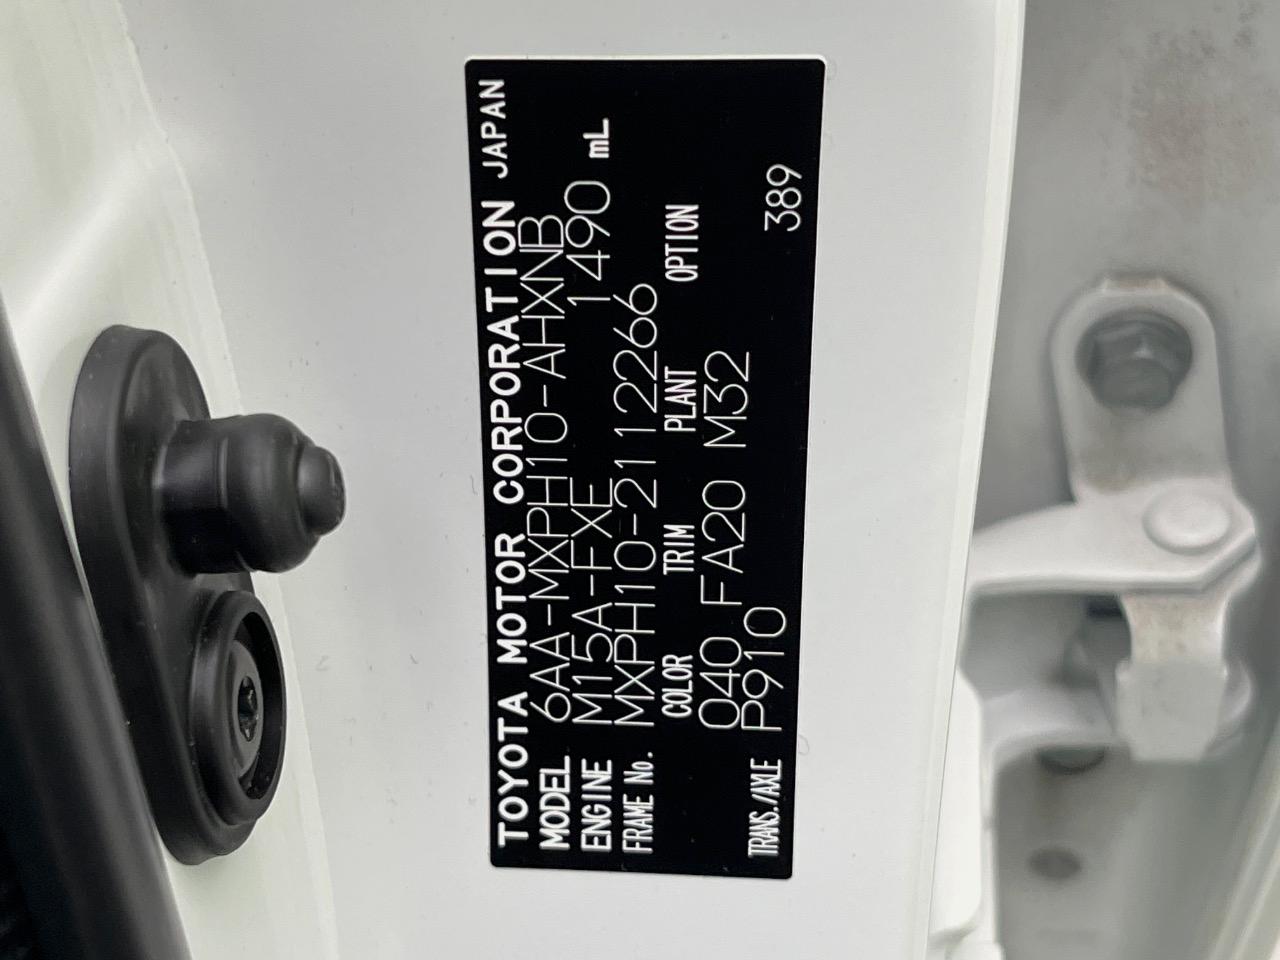 TOYOTA MOTOR CORPORATION JAPAN
MODEL 6AA-MXPH10-AHXNB
ENGINE M15A-FXE 1490 mL
FRAME No. MXPH10-2112266
COLOR TRIM PLANT OPTION
040 FA20 M32
TRANS./AXLE P910 389